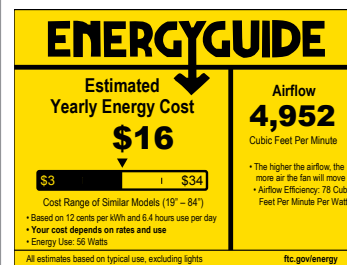 ENERGYGUIDE
Estimated
Yearly Energy Cost
$16
$3
$34
Cost Range of Similar Models (19" – 84")
• Based on 12 cents per kWh and 6.4 hours use per day
• Your cost depends on rates and use
• Energy Use: 56 Watts
All estimates based on typical use, excluding lights
Airflow
4,952
Cubic Feet Per Minute
• The higher the airflow, the
more air the fan will move
• Airflow Efficiency: 78 Cub
Feet Per Minute Per Watt
ftc.gov/energy